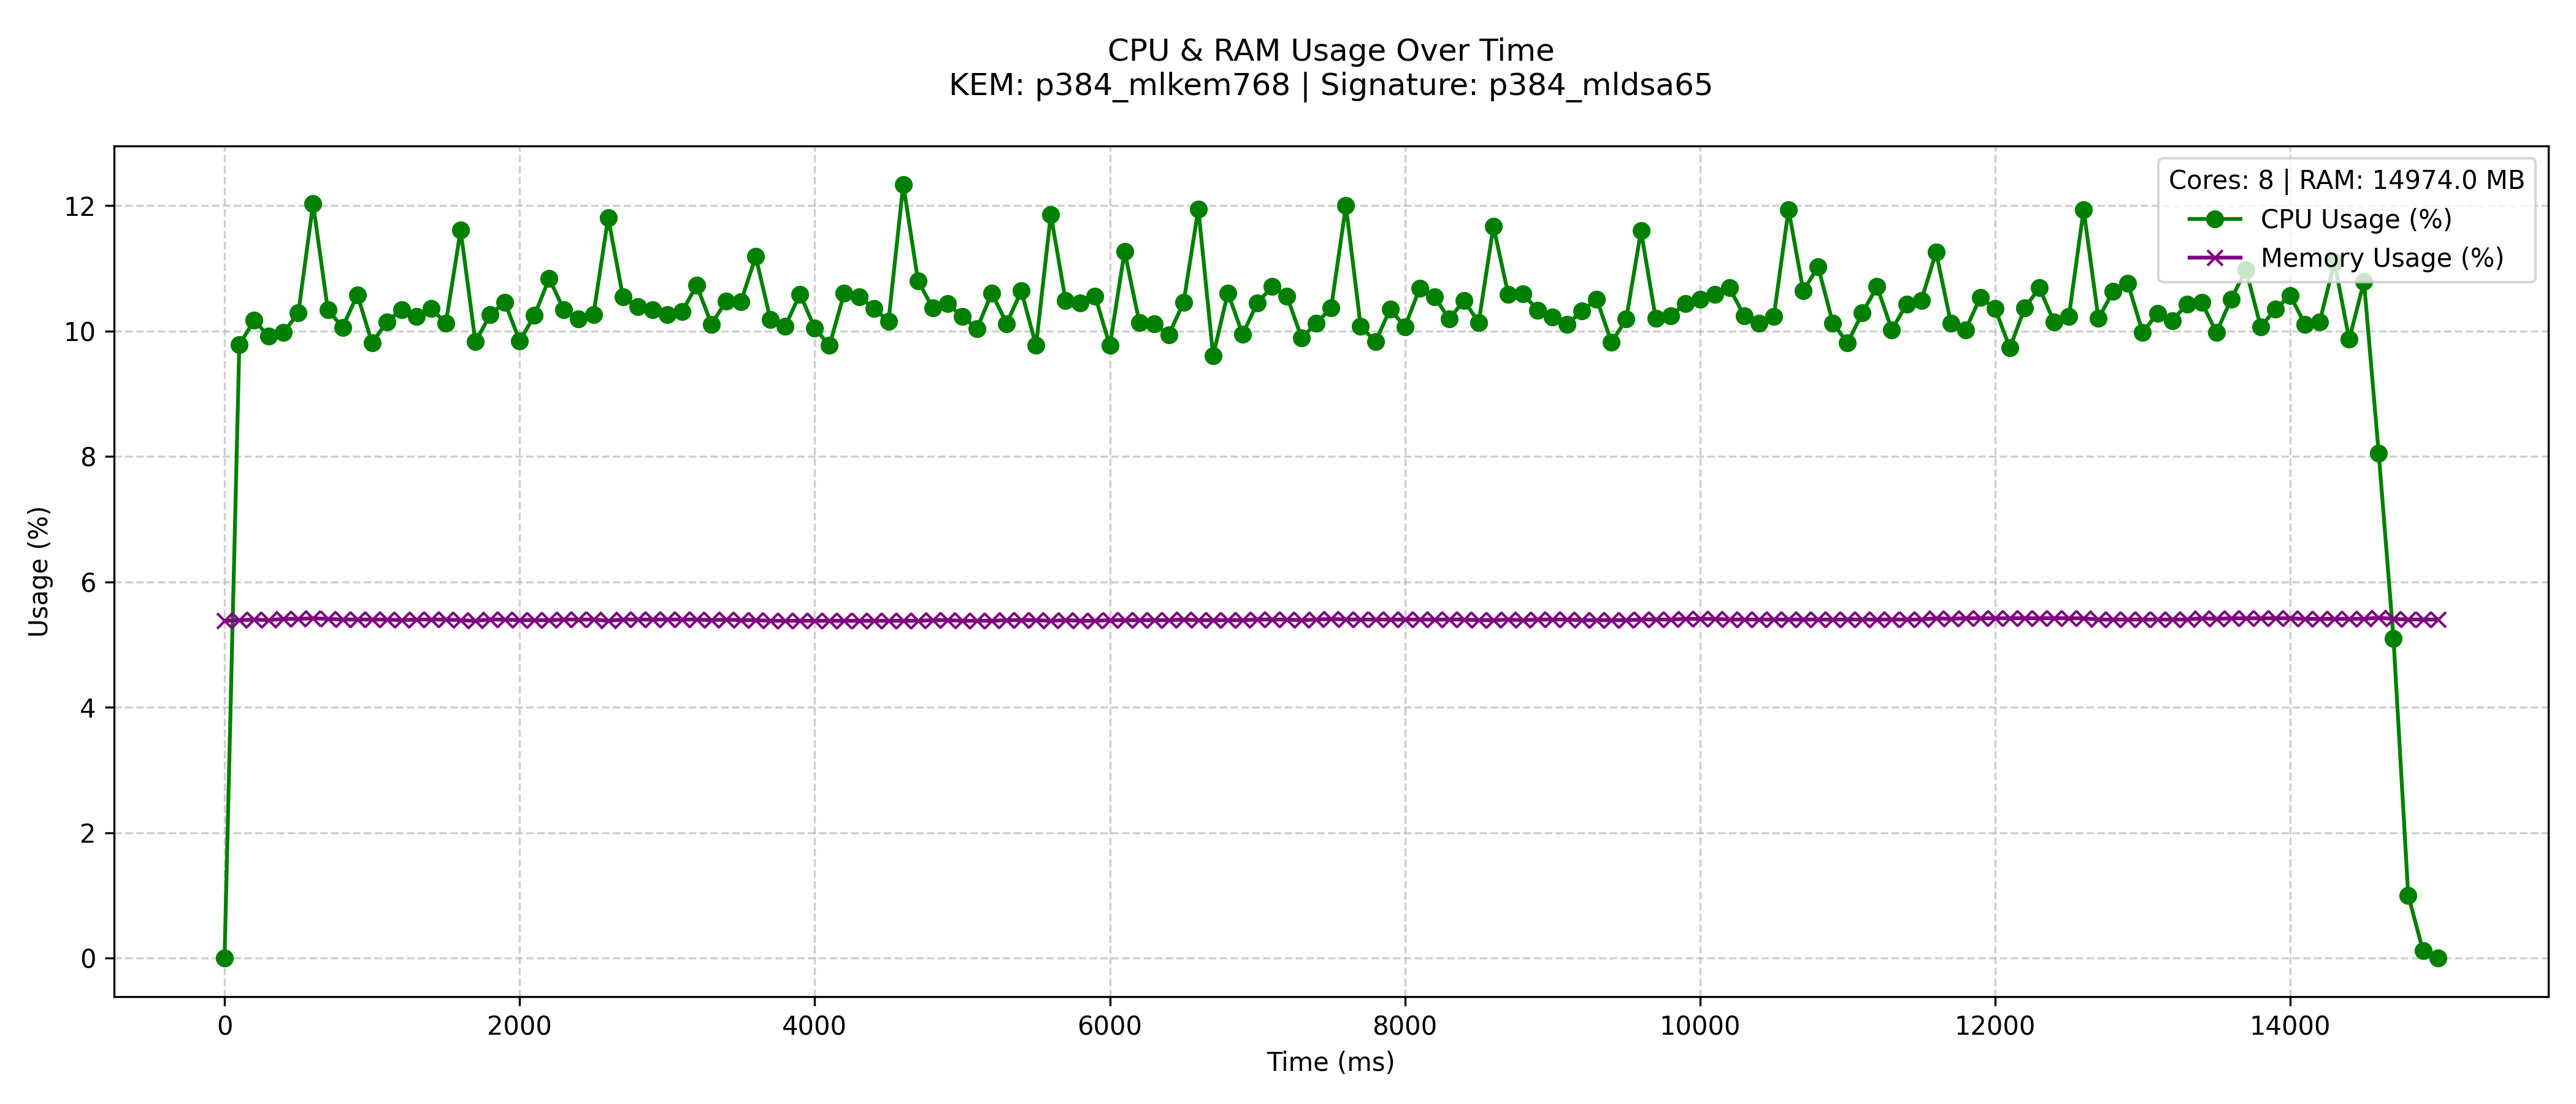 CPU & RAM Usage Over Time
KEM: p384_mlkem768 | Signature: p384_mldsa65
Cores: 8 | RAM: 14974.0 MB
CPU Usage (%)
Memory Usage (%)
Usage (%)
12
10
8
6
4
2
0
0 2000 4000 6000 8000 10000 12000 14000
Time (ms)